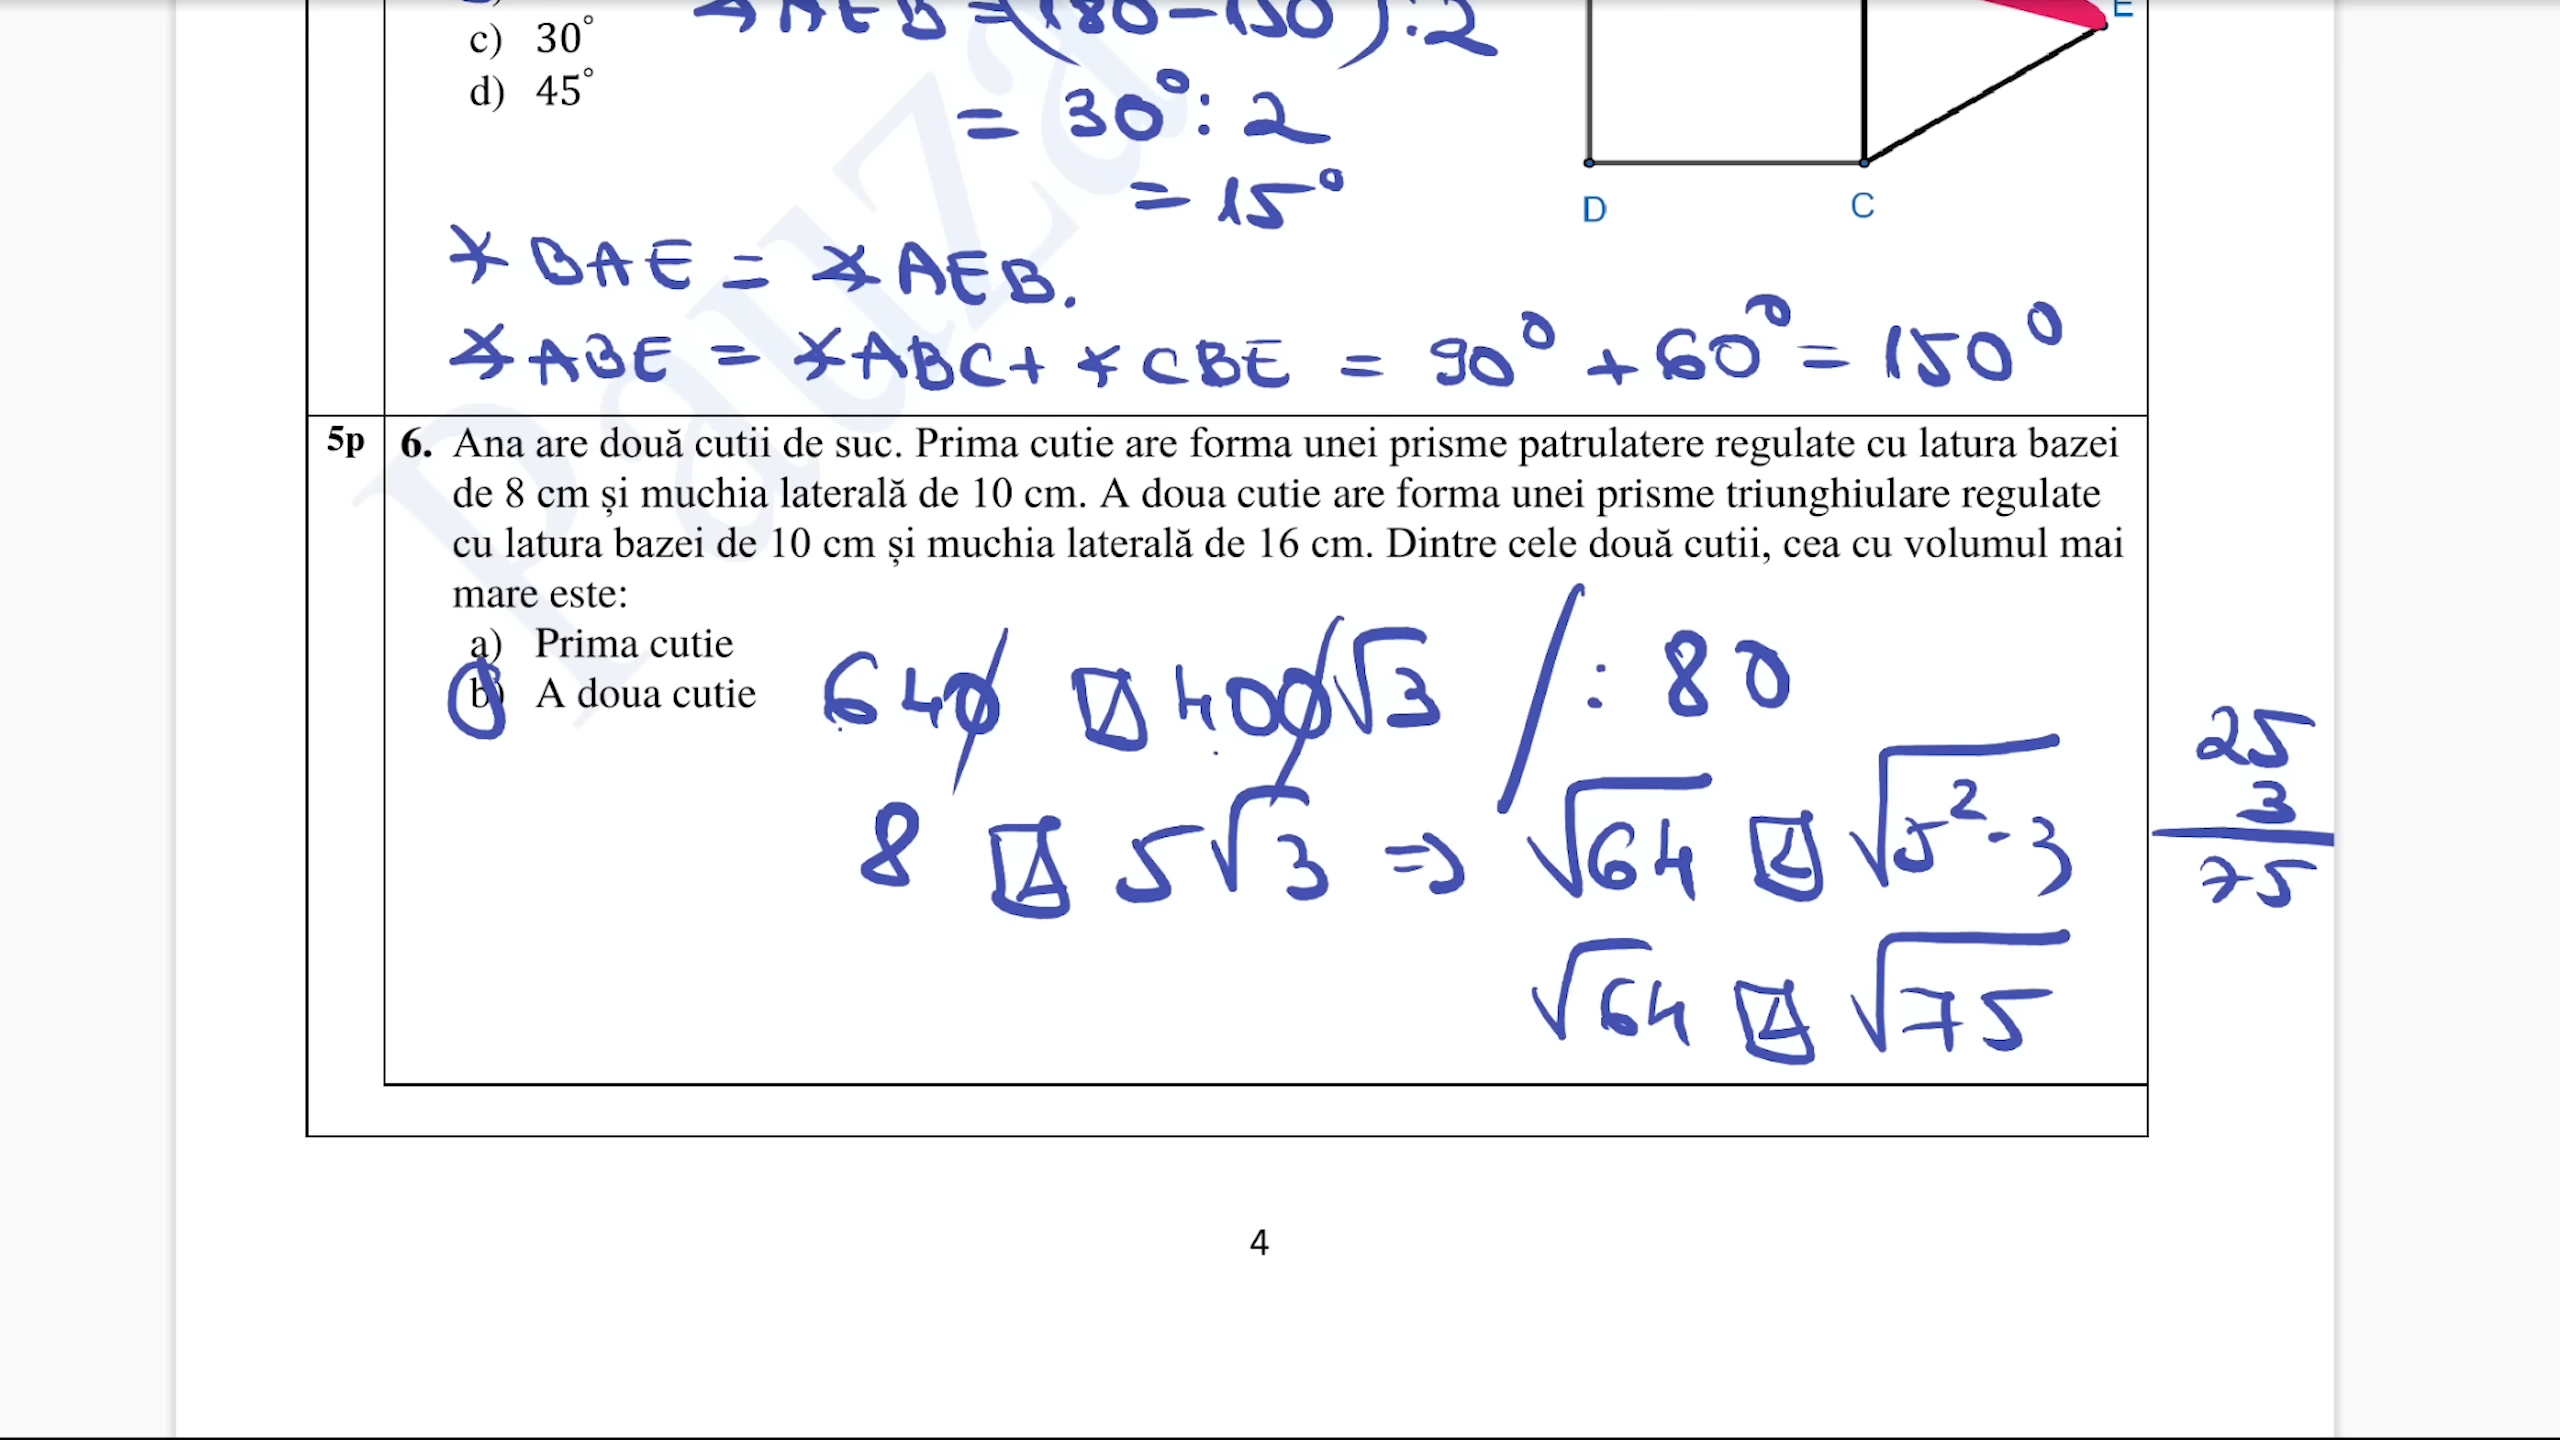 ∢AEB = (180-150):2
c) 30°
d) 45°
= 30°: 2
= 15°
E
D
C
∢BAE = ∢AEB.
∢ABE = ∢ABC + ∢CBE = 90° + 60° = 150°
5p
6. Ana are două cutii de suc. Prima cutie are forma unei prisme patrulatere regulate cu latura bazei
de 8 cm și muchia laterală de 10 cm. A doua cutie are forma unei prisme triunghiulare regulate
cu latura bazei de 10 cm și muchia laterală de 16 cm. Dintre cele două cutii, cea cu volumul mai
mare este:
a) Prima cutie
b) A doua cutie
640 < 400√3 / : 80
8 < 5√3 => √64 < √5²·3
√64 < √75
25
3
75
4
Pauza